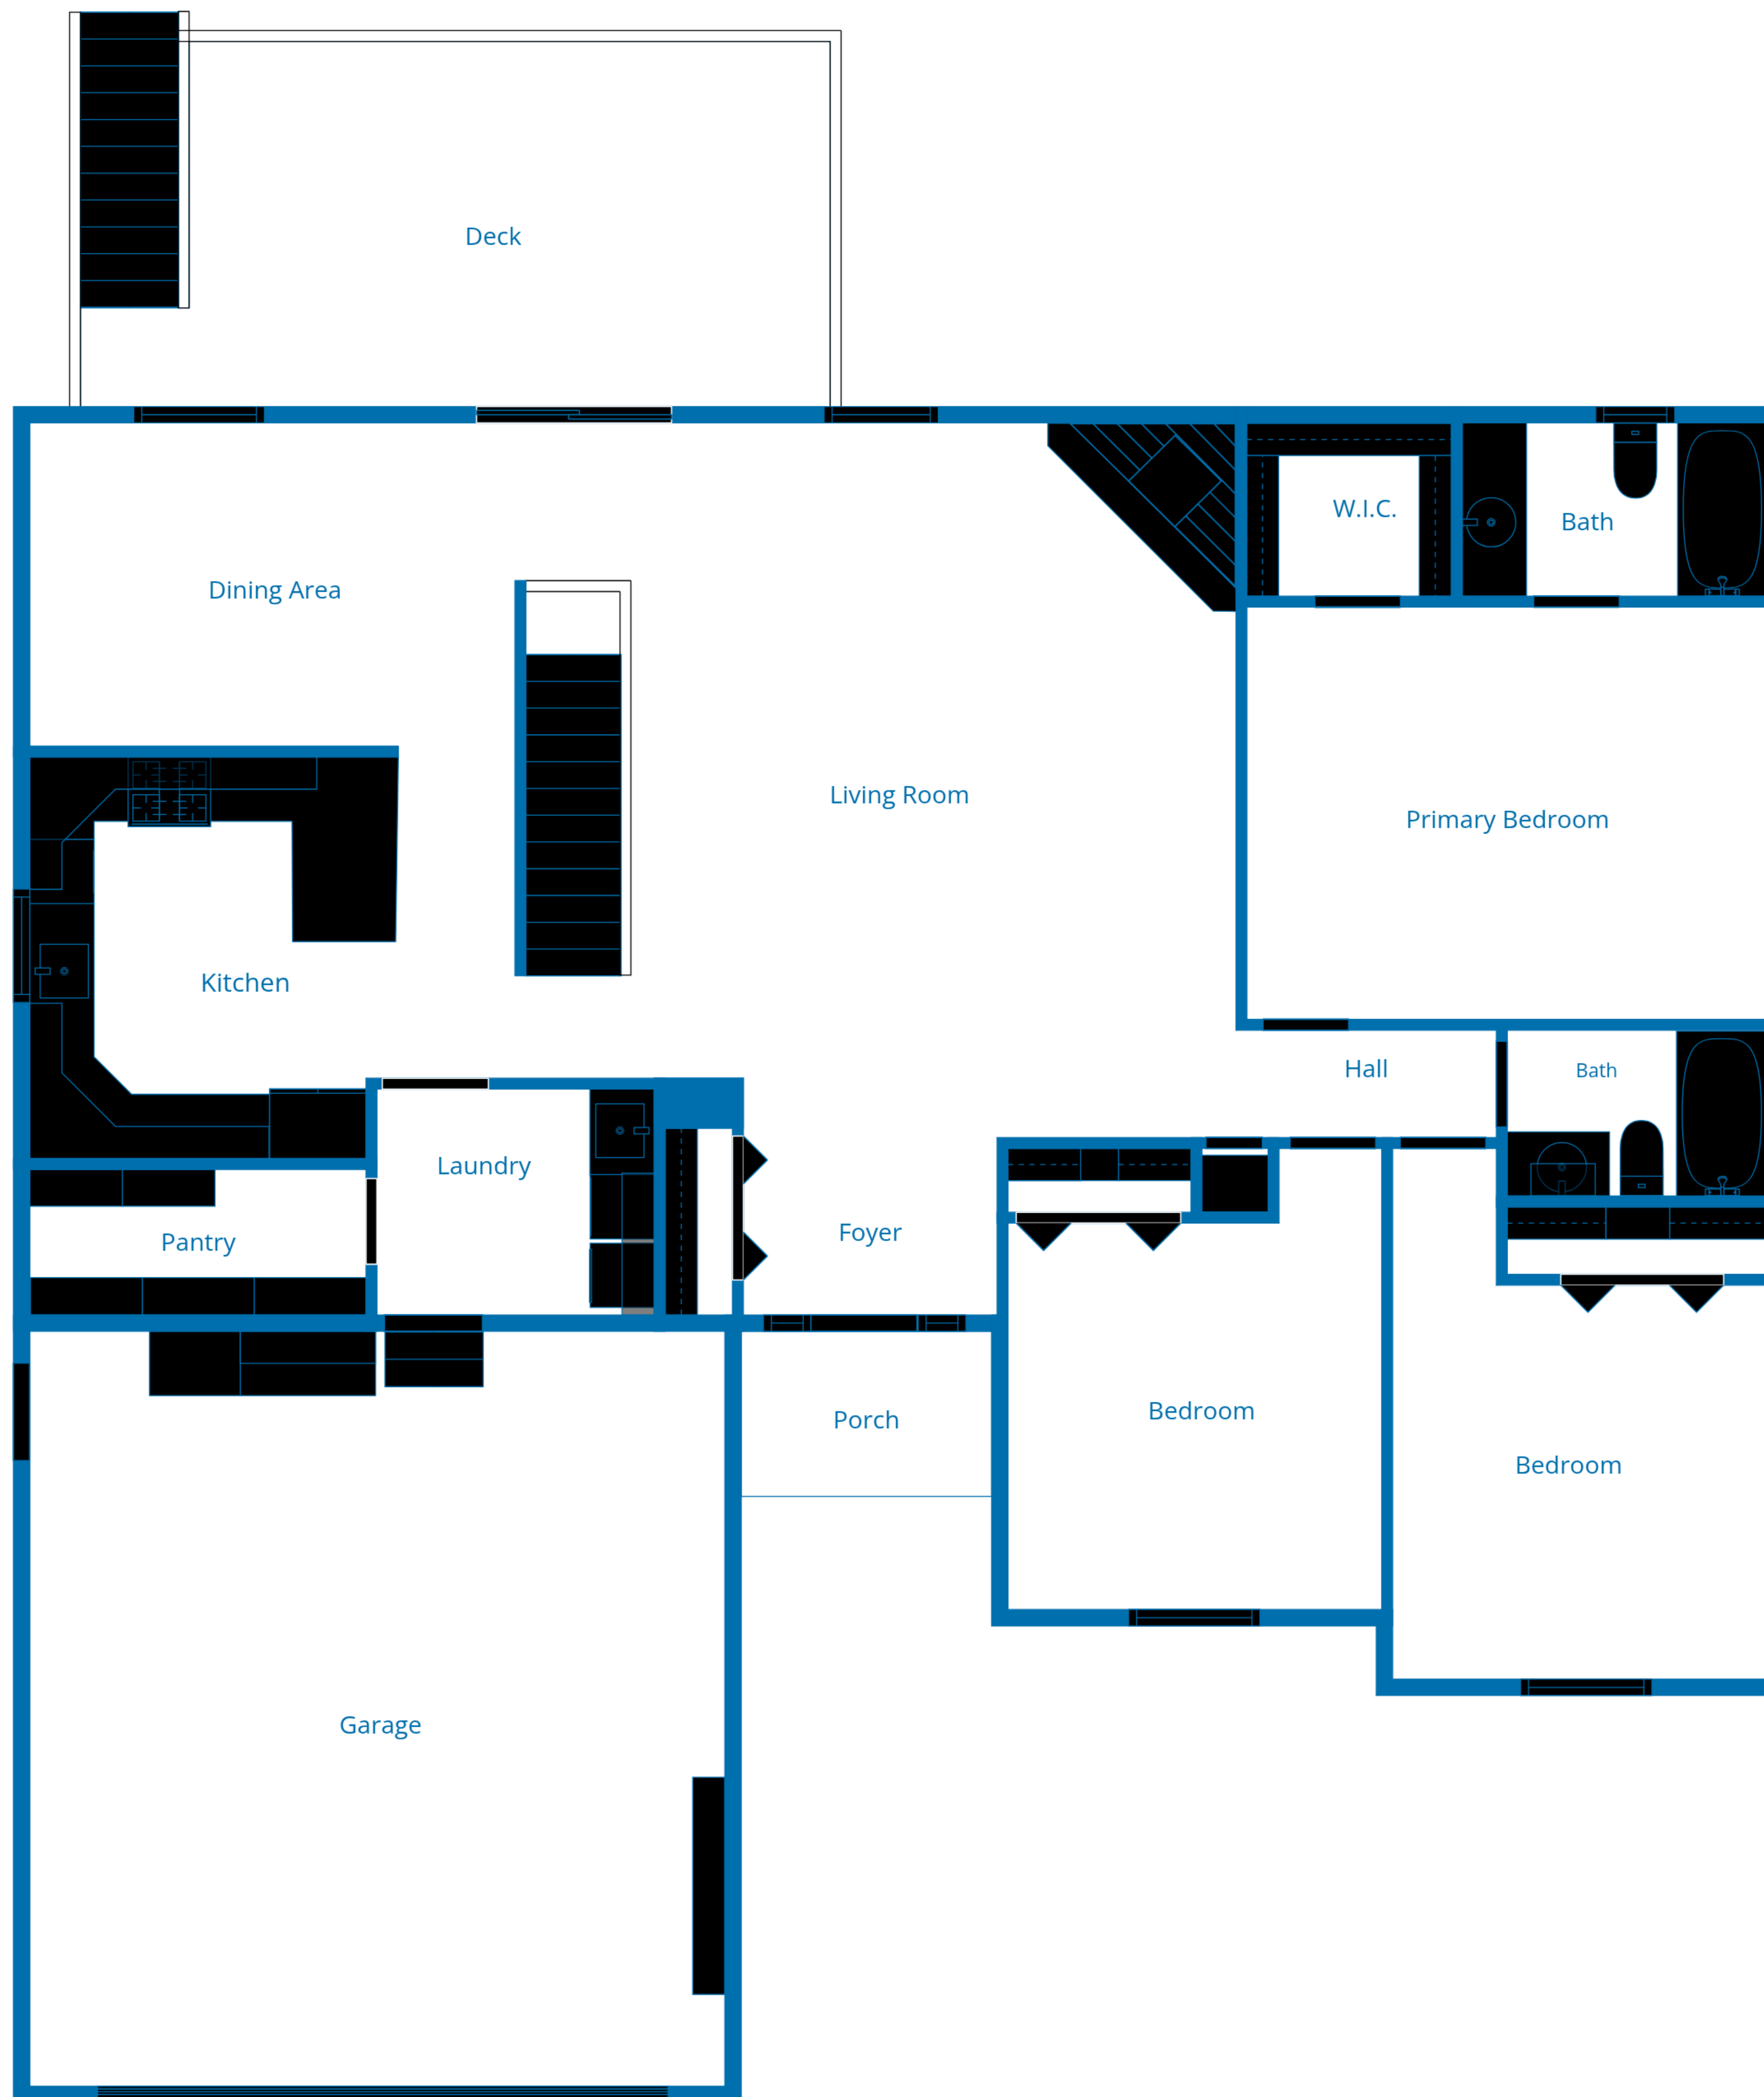 Deck
W.I.C.
Bath
Dining Area
Living Room
Primary Bedroom
Kitchen
Hall
Bath
Laundry
Foyer
Pantry
Bedroom
Porch
Bedroom
Garage